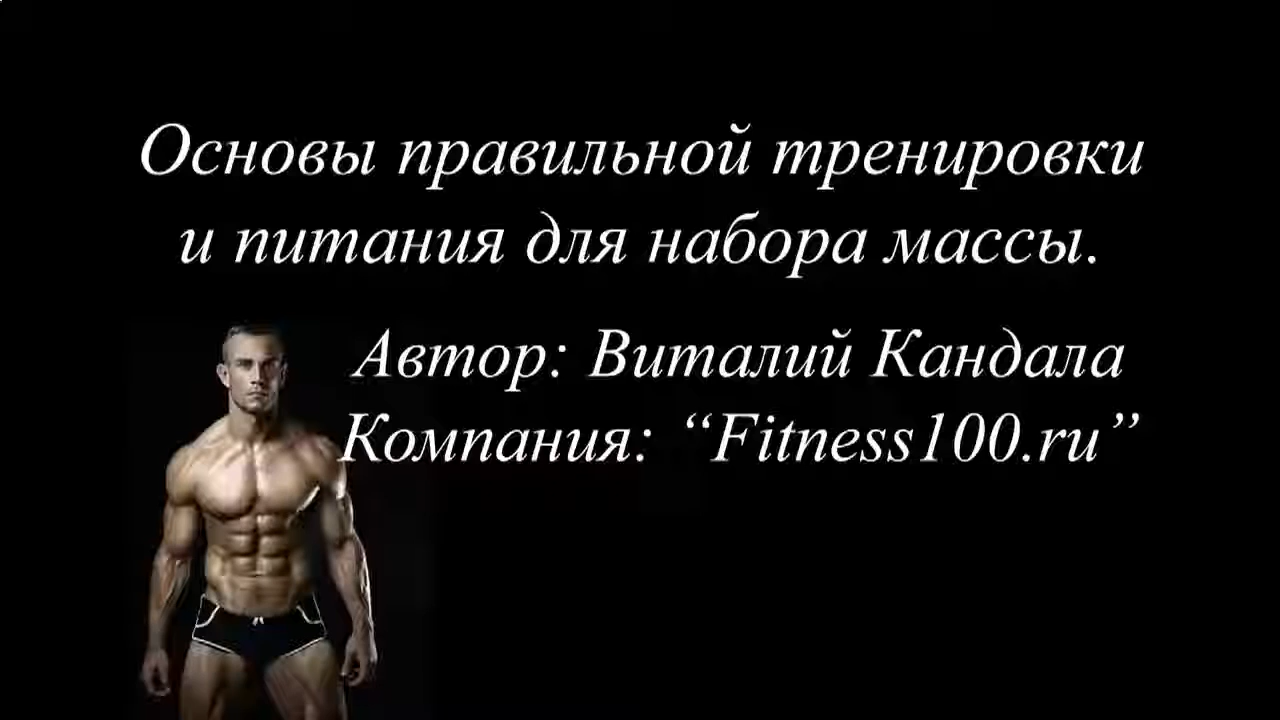 Основы правильной тренировки
и питания для набора массы.
Автор: Виталий Кандала
Компания: “Fitness100.ru”